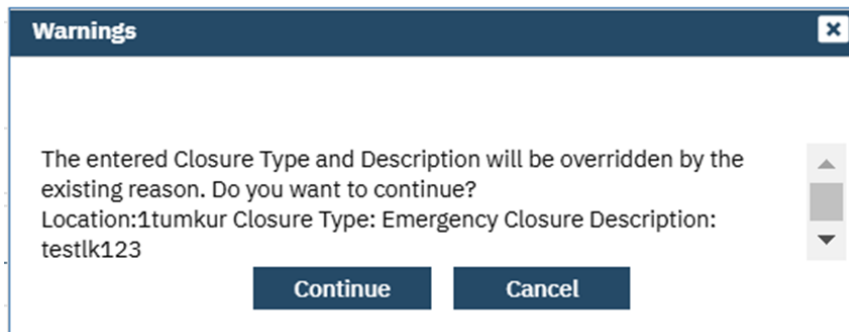 Warnings
The entered Closure Type and Description will be overridden by the
existing reason. Do you want to continue?
Location:1tumkur Closure Type: Emergency Closure Description:
testlk123
Continue Cancel